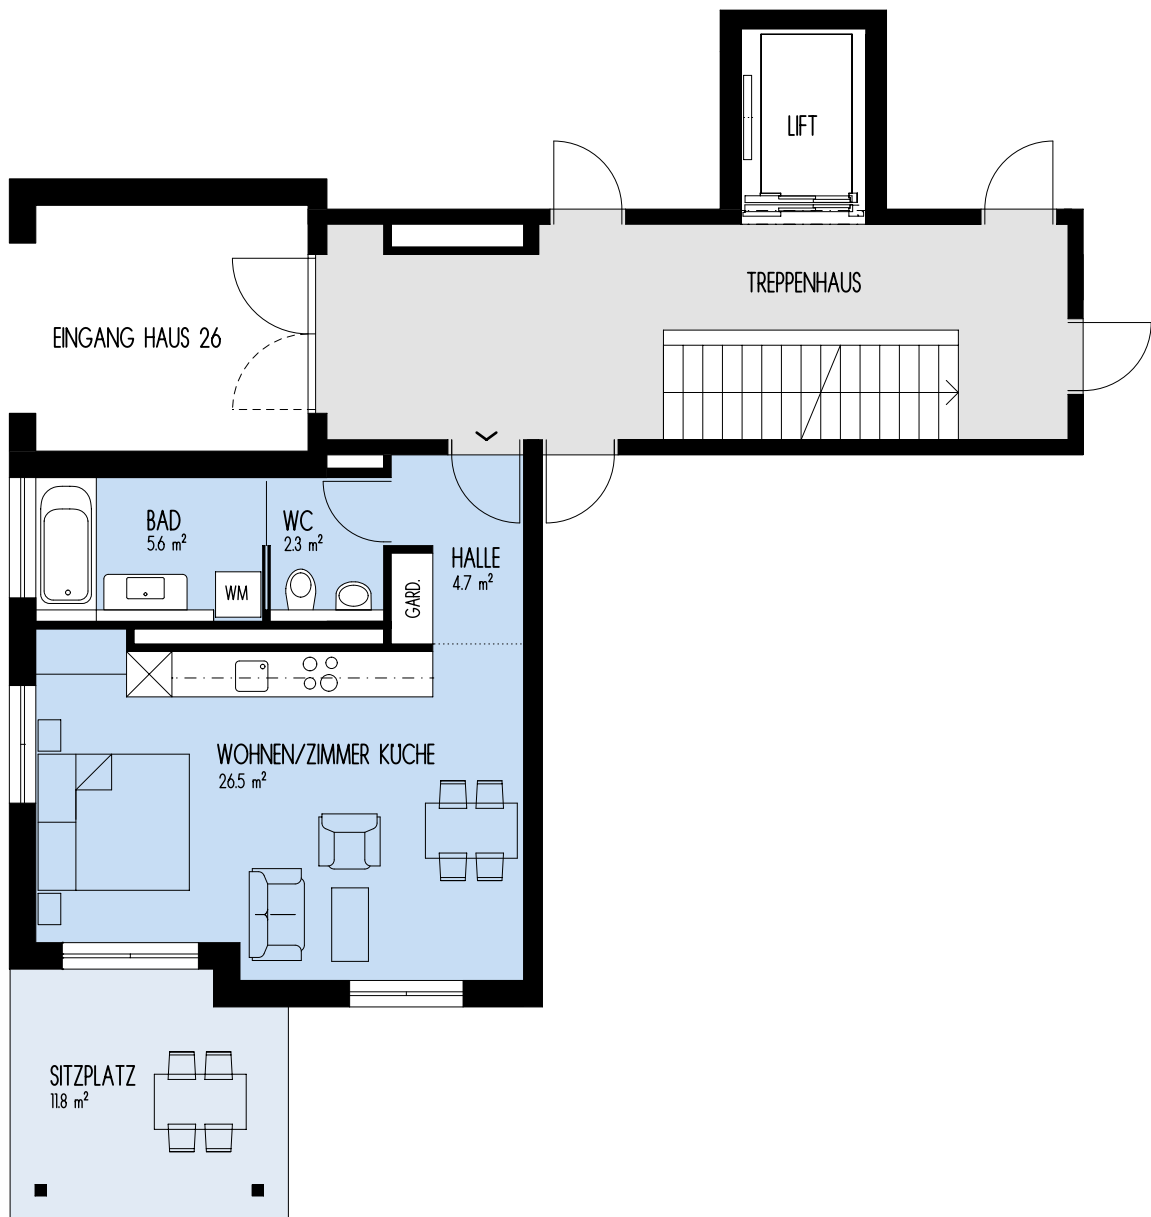 LIFT
TREPPENHAUS
EINGANG HAUS 26
BAD
5.6 m²
WC
2.3 m²
HALLE
4.7 m²
WM
GARD.
WOHNEN/ZIMMER KÜCHE
26.5 m²
SITZPLATZ
11.8 m²